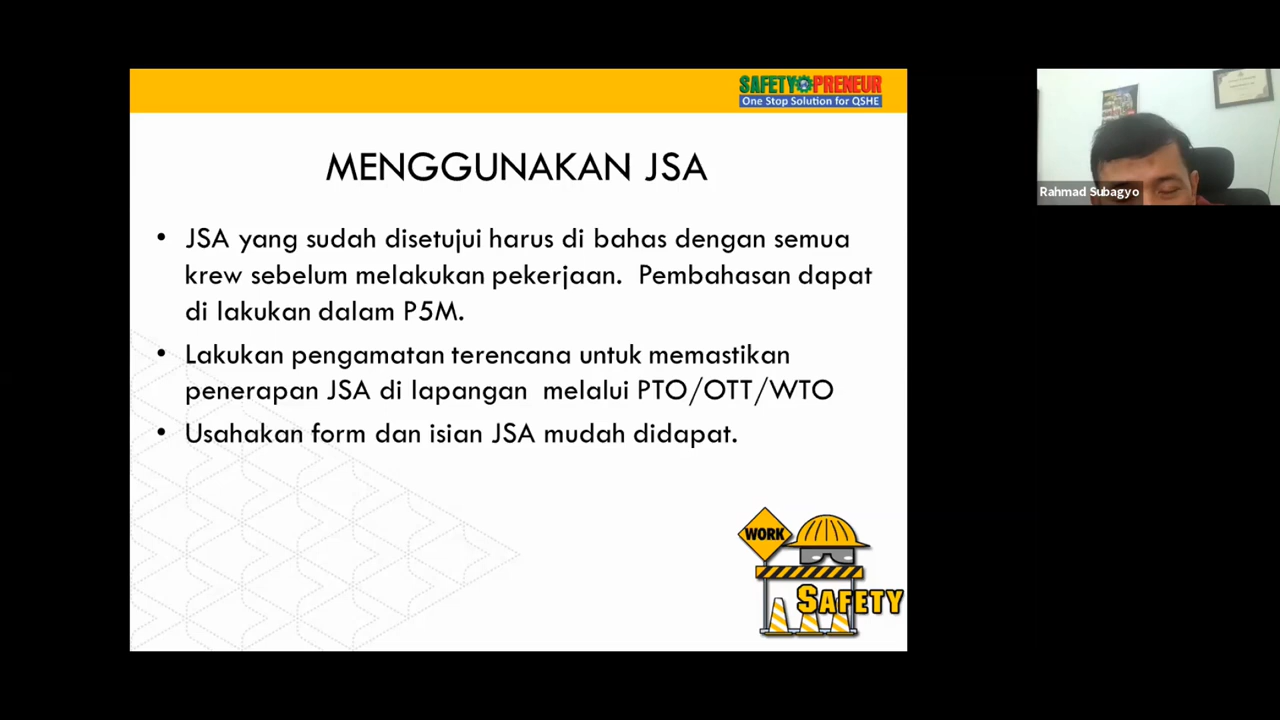 SAFETYPRENEUR
One Stop Solution for QSHE
MENGGUNAKAN JSA
• JSA yang sudah disetujui harus di bahas dengan semua
krew sebelum melakukan pekerjaan. Pembahasan dapat
di lakukan dalam P5M.
• Lakukan pengamatan terencana untuk memastikan
penerapan JSA di lapangan melalui PTO/OTT/WTO
• Usahakan form dan isian JSA mudah didapat.
WORK
SAFETY
Rahmad Subagyo